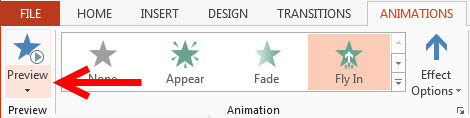 FILE HOME INSERT DESIGN TRANSITIONS ANIMATIONS
Preview None Appear Fade Fly In Effect
Options
Preview Animation